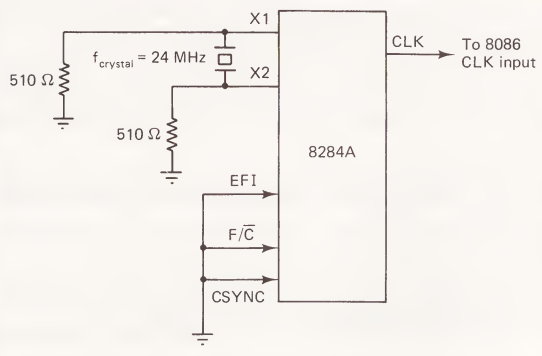 X1
CLK
To 8086
CLK input
f_crystal = 24 MHz
X2
510 Ω
510 Ω
8284A
EFI
F/C̅
CSYNC